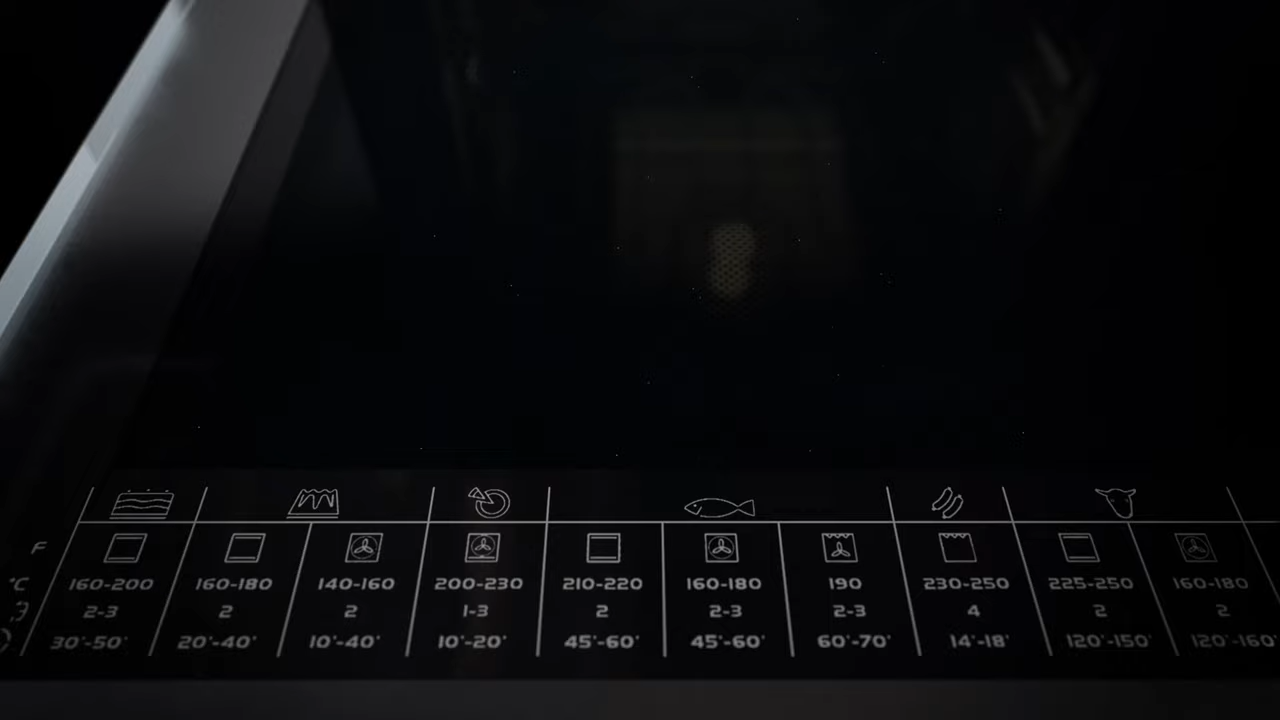 F
°C 160-200 160-180 140-160 200-230 210-220 160-180 190 230-250 225-250 160-180
2-3 2 2 1-3 2 2-3 2-3 4 2 2
30'-50' 20'-40' 10'-40' 10'-20' 45'-60' 45'-60' 60'-70' 14'-18' 120'-150' 120'-160'